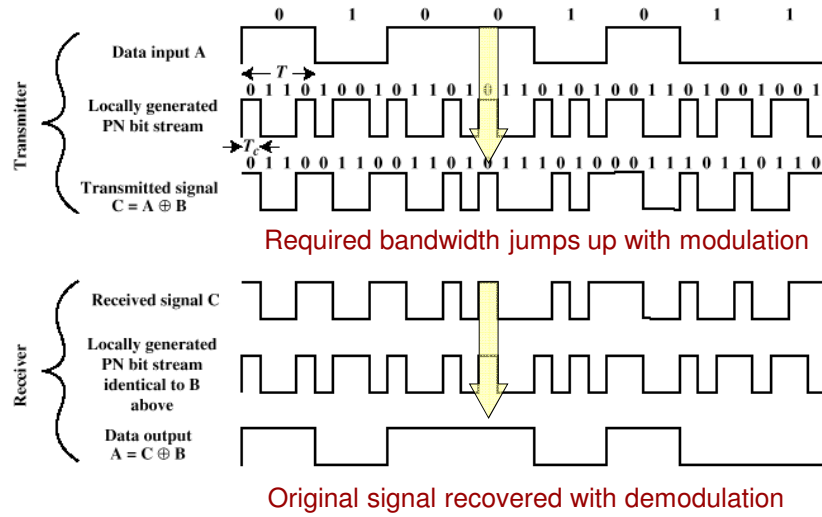 0 1 0 0 1 0 1 1
Data input A
T
0 1 1 0 1 0 0 1 0 1 1 0 1 0 1 1 0 1 0 1 0 0 1 1 0 1 0 0 1 0 0 1
Locally generated
PN bit stream
Transmitter
Tc
0 1 1 0 0 1 1 0 0 1 1 0 1 0 1 1 1 0 1 0 0 0 1 1 1 0 1 1 0 1 1 0
Transmitted signal
C = A ⊕ B
Required bandwidth jumps up with modulation
Received signal C
Locally generated
PN bit stream
identical to B
above
Receiver
Data output
A = C ⊕ B
Original signal recovered with demodulation